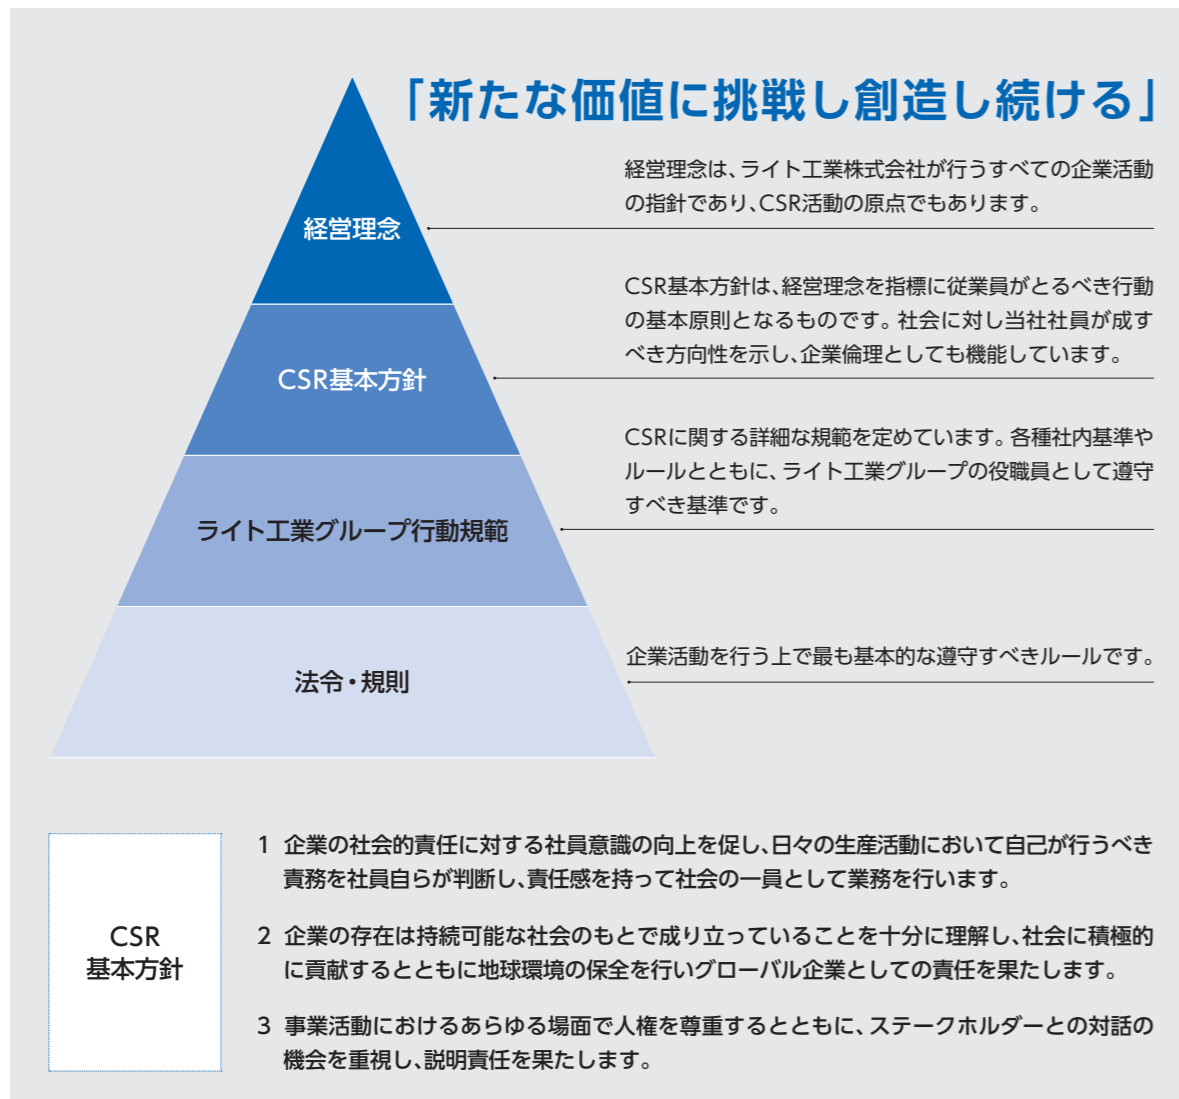 「新たな価値に挑戦し創造し続ける」
経営理念
経営理念は、ライト工業株式会社が行うすべての企業活動
の指針であり、CSR活動の原点でもあります。
CSR基本方針
CSR基本方針は、経営理念を指標に従業員がとるべき行動
の基本原則となるものです。社会に対し当社社員が成す
べき方向性を示し、企業倫理としても機能しています。
ライト工業グループ行動規範
CSRに関する詳細な規範を定めています。各種社内基準や
ルールとともに、ライト工業グループの役職員として遵守
すべき基準です。
法令・規則
企業活動を行う上で最も基本的な遵守すべきルールです。
CSR
基本方針
1 企業の社会的責任に対する社員意識の向上を促し、日々の生産活動において自己が行うべき
責務を社員自らが判断し、責任感を持って社会の一員として業務を行います。
2 企業の存在は持続可能な社会のもとで成り立っていることを十分に理解し、社会に積極的
に貢献するとともに地球環境の保全を行いグローバル企業としての責任を果たします。
3 事業活動におけるあらゆる場面で人権を尊重するとともに、ステークホルダーとの対話の
機会を重視し、説明責任を果たします。